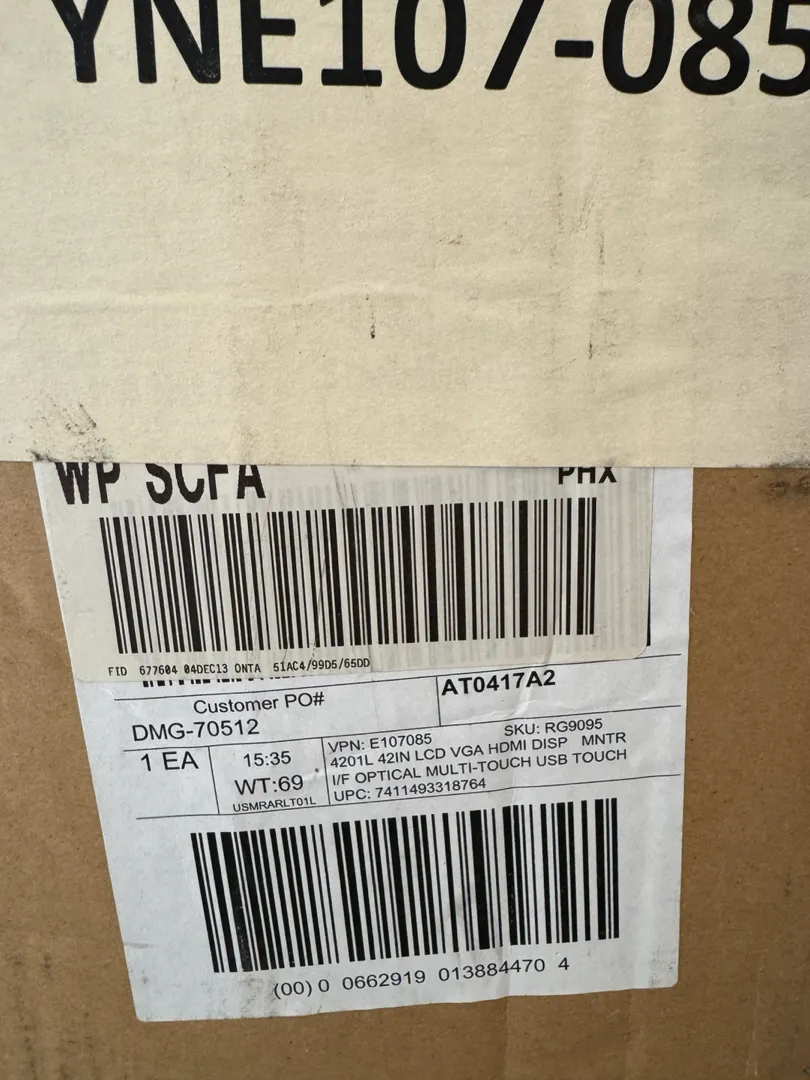 YNE107-085
WP SCFA PHX
FID 677604 04DEC13 ONTA 51AC4/99D5/65DD
Customer PO#
DMG-70512
AT0417A2
1 EA
15:35
WT:69
USMRARLT01L
VPN: E107085 SKU: RG9095
4201L 42IN LCD VGA HDMI DISP MNTR
I/F OPTICAL MULTI-TOUCH USB TOUCH
UPC: 7411493318764
(00) 0 0662919 013884470 4